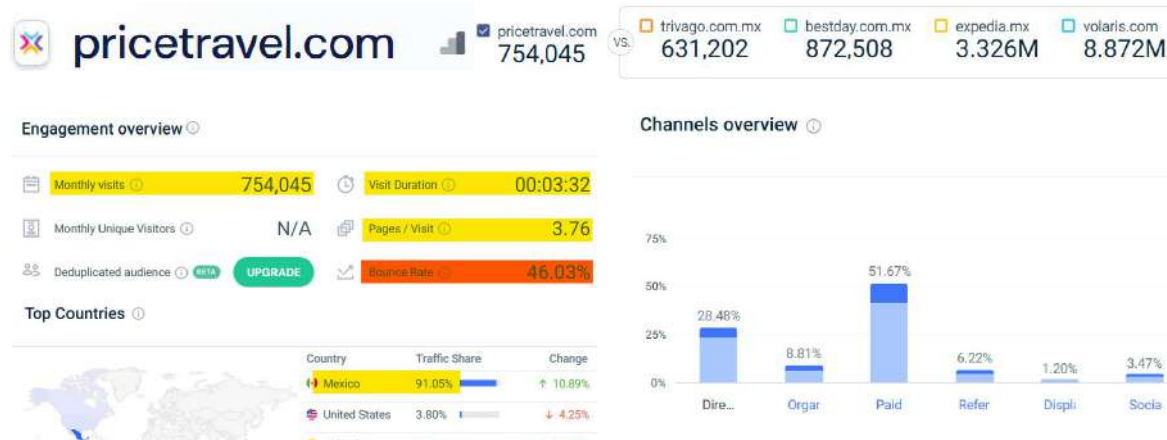 pricetravel.com
pricetravel.com
754,045
vs.
trivago.com.mx
631,202
bestday.com.mx
872,508
expedia.mx
3.326M
volaris.com
8.872M
Engagement overview
Monthly visits 754,045
Visit Duration 00:03:32
Monthly Unique Visitors N/A
Pages / Visit 3.76
Deduplicated audience BETA UPGRADE
Bounce Rate 46.03%
Top Countries
Country Traffic Share Change
Mexico 91.05% ↑ 10.89%
United States 3.80% ↓ 4.25%
Channels overview
75%
50%
25%
0%
28.48%
8.81%
51.67%
6.22%
1.20%
3.47%
Dire...
Orgar
Paid
Refer
Displ
Socia